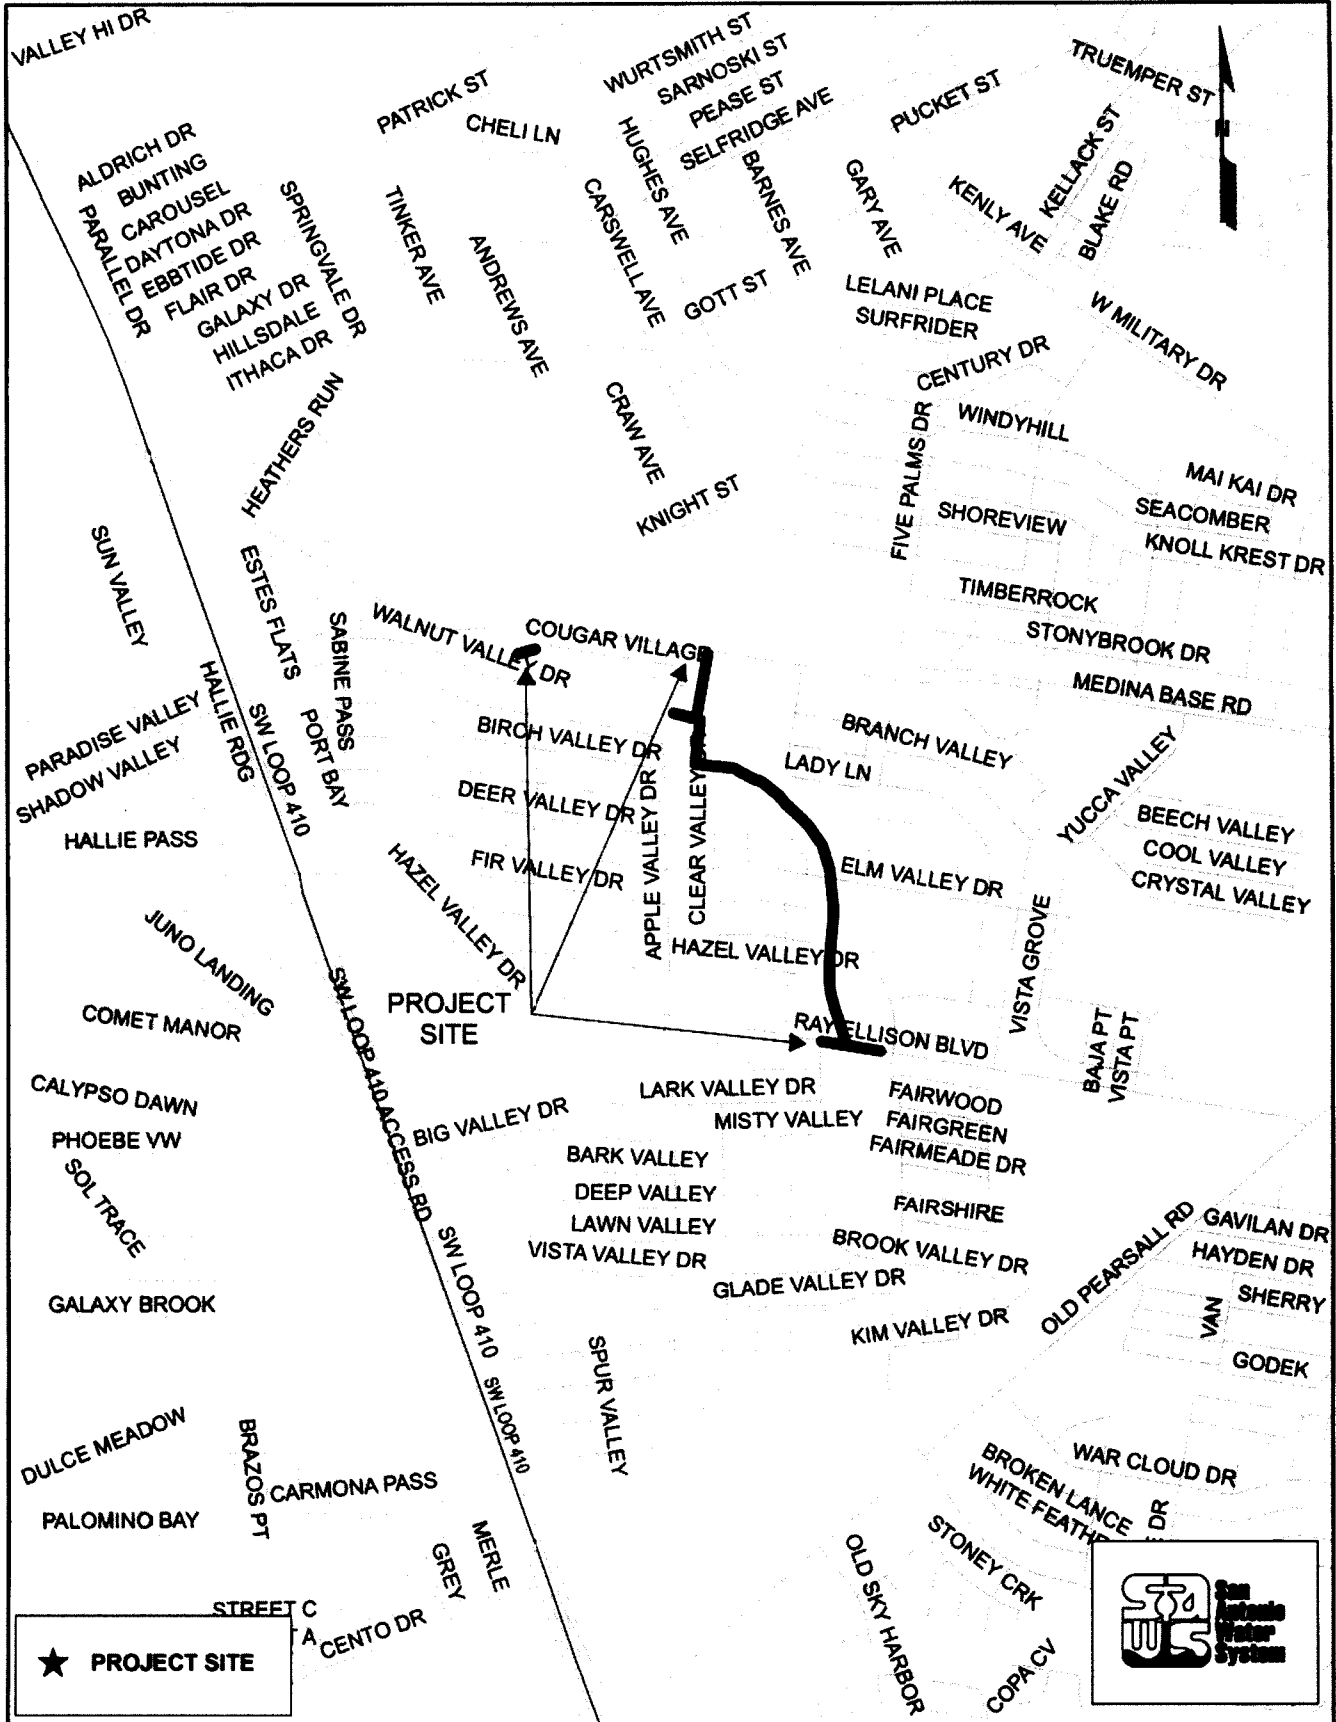 VALLEY HI DR
WURTSMITH ST
SARNOSKI ST
PEASE ST
SELFRIDGE AVE
TRUEMPER ST
PATRICK ST
CHELI LN
PUCKET ST
N
ALDRICH DR
BUNTING
CAROUSEL
DAYTONA DR
EBBTIDE DR
FLAIR DR
GALAXY DR
HILLSDALE
ITHACA DR
PARALLEL DR
SPRINGVALE DR
TINKER AVE
ANDREWS AVE
HUGHES AVE
CARSWELL AVE
BARNES AVE
GARY AVE
KENLY AVE
KELLACK ST
BLAKE RD
GOTT ST
LELANI PLACE
SURFRIDER
W MILITARY DR
CENTURY DR
HEATHERS RUN
CRAW AVE
FIVE PALMS DR
WINDYHILL
KNIGHT ST
MAI KAI DR
SEACOMBER
KNOLL KREST DR
SHOREVIEW
SUN VALLEY
ESTES FLATS
SABINE PASS
WALNUT VALLEY DR
COUGAR VILLAGE
TIMBERROCK
STONYBROOK DR
MEDINA BASE RD
HALLIE RDG
PARADISE VALLEY
SHADOW VALLEY
SW LOOP 410
PORT BAY
BIRCH VALLEY DR
BRANCH VALLEY
LADY LN
YUCCA VALLEY
DEER VALLEY DR
APPLE VALLEY DR
CLEAR VALLEY
BEECH VALLEY
COOL VALLEY
CRYSTAL VALLEY
HALLIE PASS
HAZEL VALLEY DR
FIR VALLEY DR
ELM VALLEY DR
JUNO LANDING
HAZEL VALLEY DR
VISTA GROVE
COMET MANOR
SW LOOP 410 ACCESS RD
PROJECT
SITE
RAY ELLISON BLVD
BAJA PT
VISTA PT
CALYPSO DAWN
PHOEBE VW
LARK VALLEY DR
FAIRWOOD
BIG VALLEY DR
MISTY VALLEY
FAIRGREEN
FAIRMEADE DR
SOL TRACE
BARK VALLEY
DEEP VALLEY
LAWN VALLEY
VISTA VALLEY DR
FAIRSHIRE
BROOK VALLEY DR
OLD PEARSALL RD
GAVILAN DR
HAYDEN DR
SHERRY
VAN
GODEK
SW LOOP 410
GLADE VALLEY DR
GALAXY BROOK
KIM VALLEY DR
SPUR VALLEY
SW LOOP 410
DULCE MEADOW
BRAZOS PT
CARMONA PASS
PALOMINO BAY
WAR CLOUD DR
BROKEN LANCE
WHITE FEATHE
E DR
STONEY CRK
OLD SKY HARBOR
COPA CV
GREY
MERLE
STREET C
T A
CENTO DR
PROJECT SITE
San
Antonio
Water
System